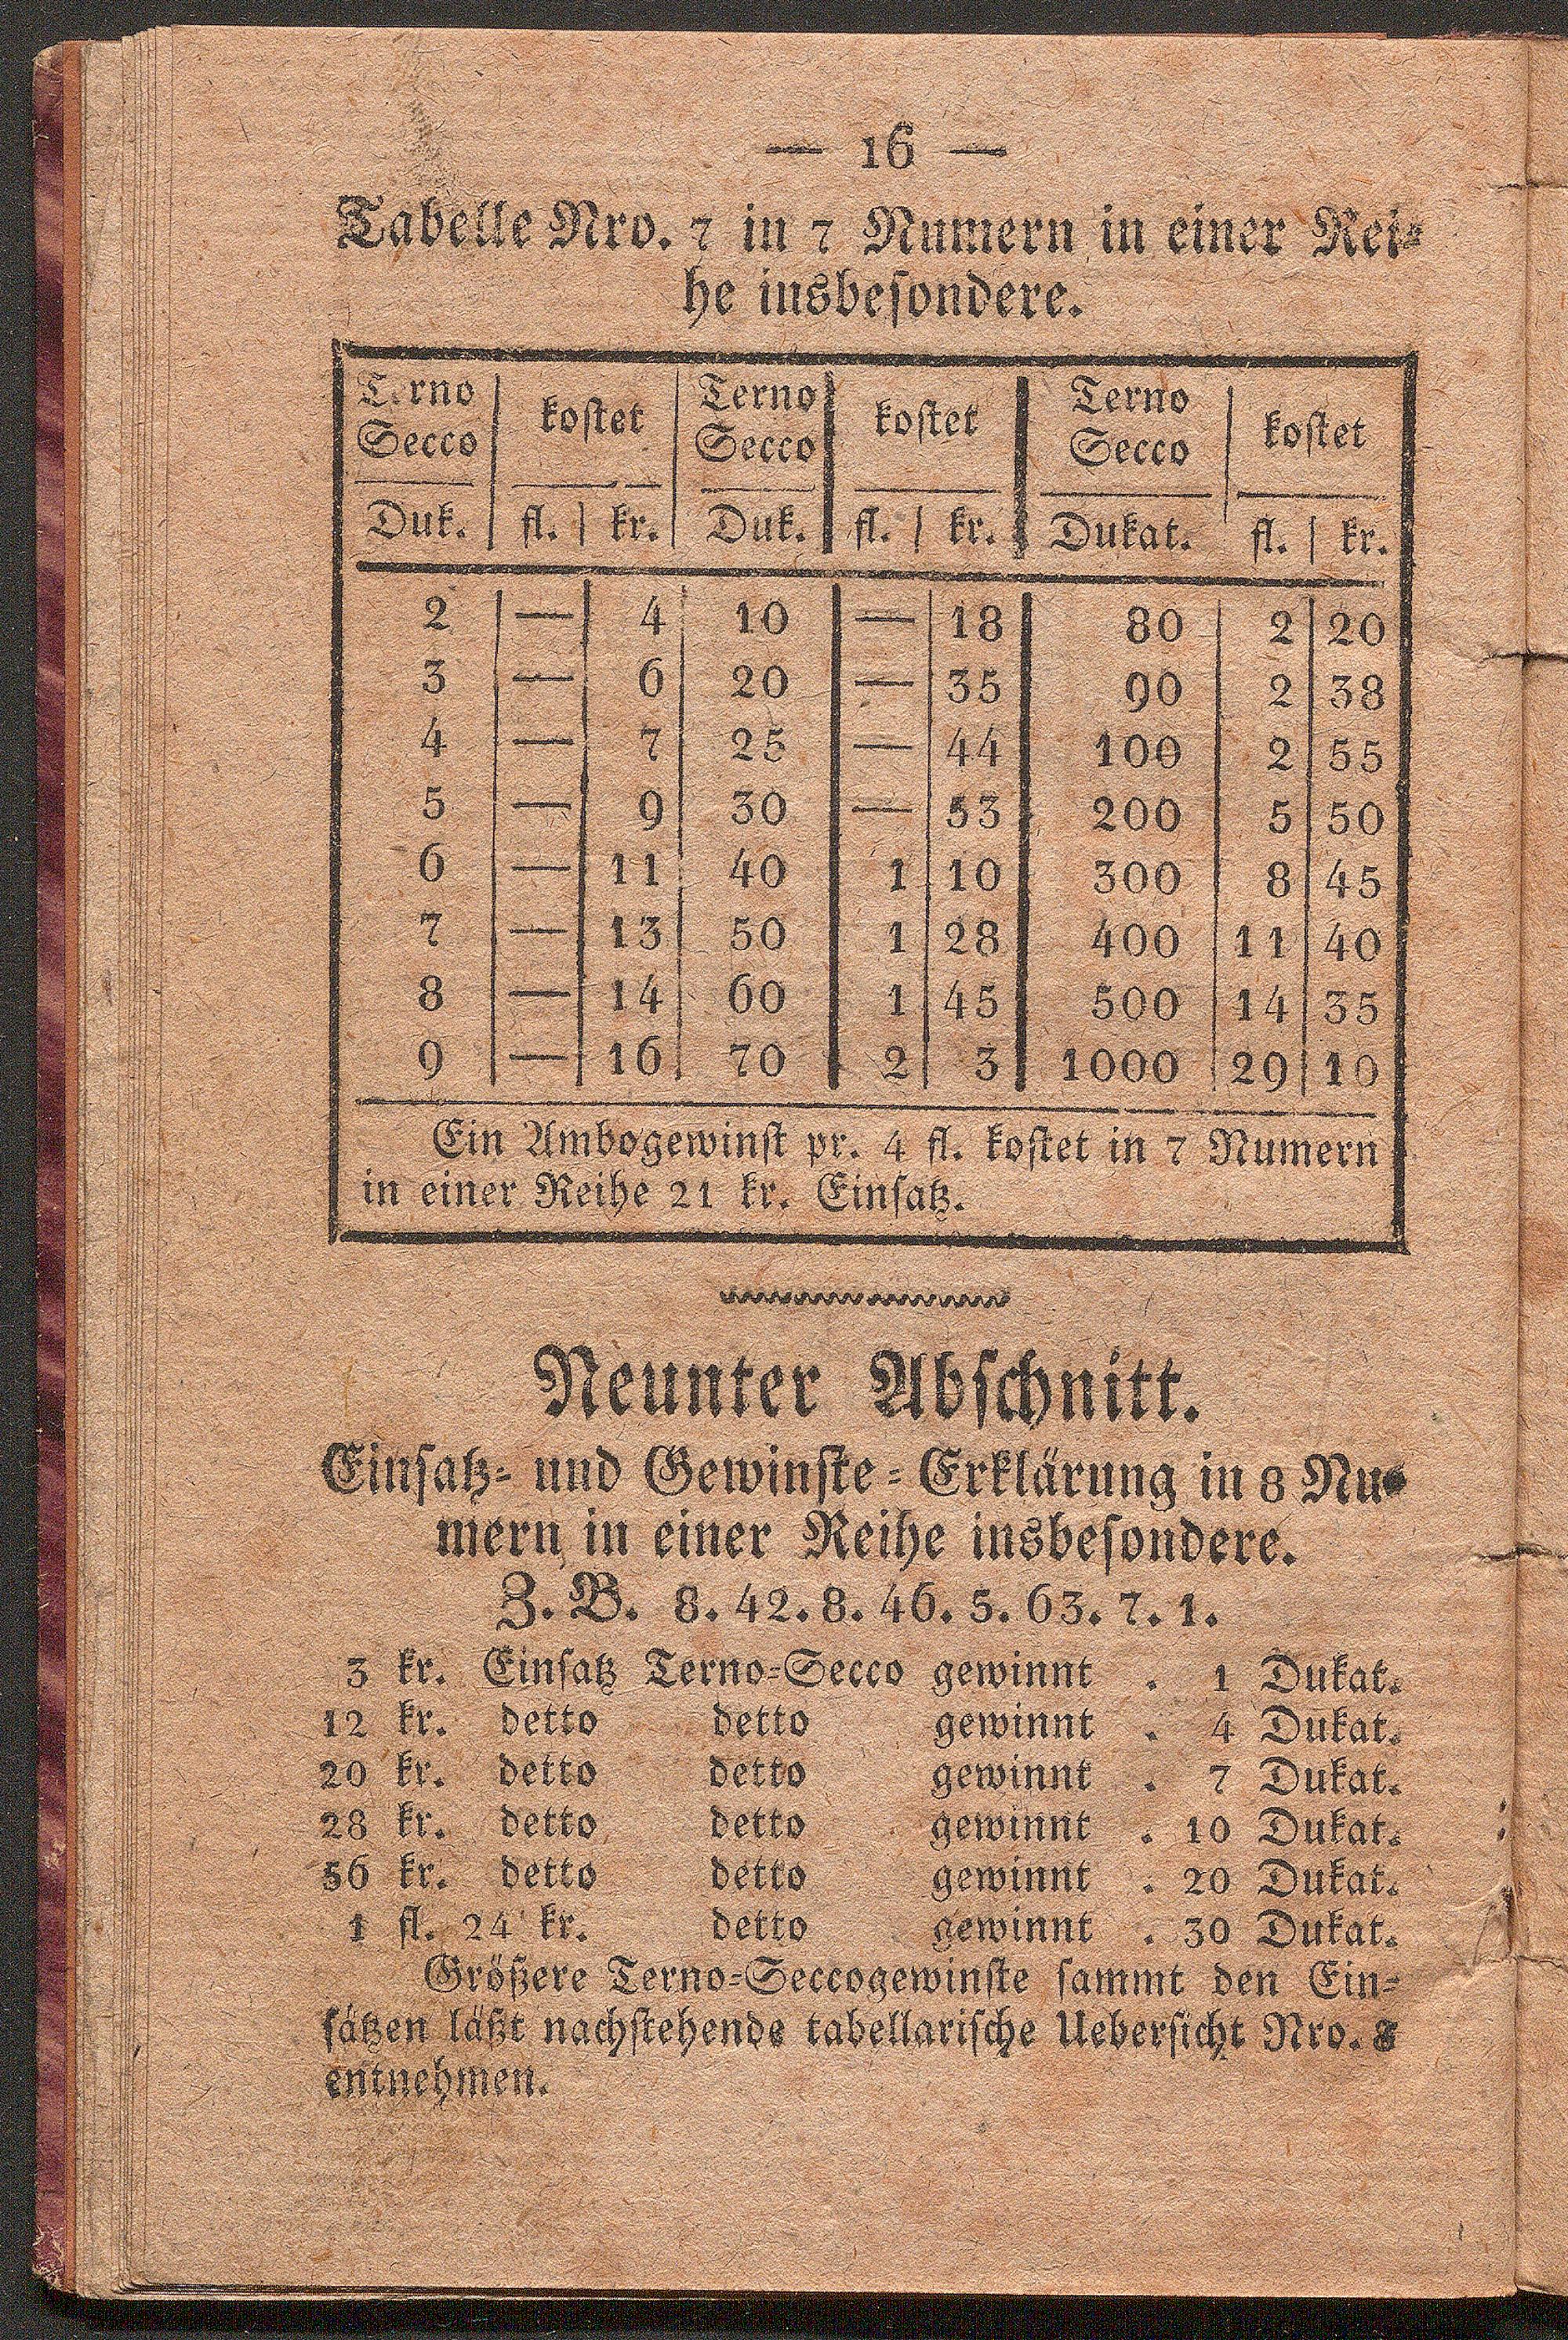 — 16 —
Tabelle Nro. 7 in 7 Numern in einer Rei-
he insbesondere.
Terno Secco | kostet | Terno Secco | kostet | Terno Secco | kostet
Duk. | fl. | kr. | Duk. | fl. | kr. | Dukat. | fl. | kr.
2 | — | 4 | 10 | — | 18 | 80 | 2 | 20
3 | — | 6 | 20 | — | 35 | 90 | 2 | 38
4 | — | 7 | 25 | — | 44 | 100 | 2 | 55
5 | — | 9 | 30 | — | 53 | 200 | 5 | 50
6 | — | 11 | 40 | 1 | 10 | 300 | 8 | 45
7 | — | 13 | 50 | 1 | 28 | 400 | 11 | 40
8 | — | 14 | 60 | 1 | 45 | 500 | 14 | 35
9 | — | 16 | 70 | 2 | 3 | 1000 | 29 | 10
Ein Ambogewinst pr. 4 fl. kostet in 7 Numern
in einer Reihe 21 kr. Einsatz.
Neunter Abschnitt.
Einsatz- und Gewinste-Erklärung in 8 Nu-
mern in einer Reihe insbesondere.
Z. B. 8. 42. 8. 46. 5. 63. 7. 1.
3 kr. Einsatz Terno-Secco gewinnt . 1 Dukat.
12 kr. detto detto gewinnt . 4 Dukat.
20 kr. detto detto gewinnt . 7 Dukat.
28 kr. detto detto gewinnt . 10 Dukat.
56 kr. detto detto gewinnt . 20 Dukat.
1 fl. 24 kr. detto gewinnt . 30 Dukat.
Größere Terno-Seccogewinste sammt den Ein-
sätzen läßt nachstehende tabellarische Uebersicht Nro. 8
entnehmen.